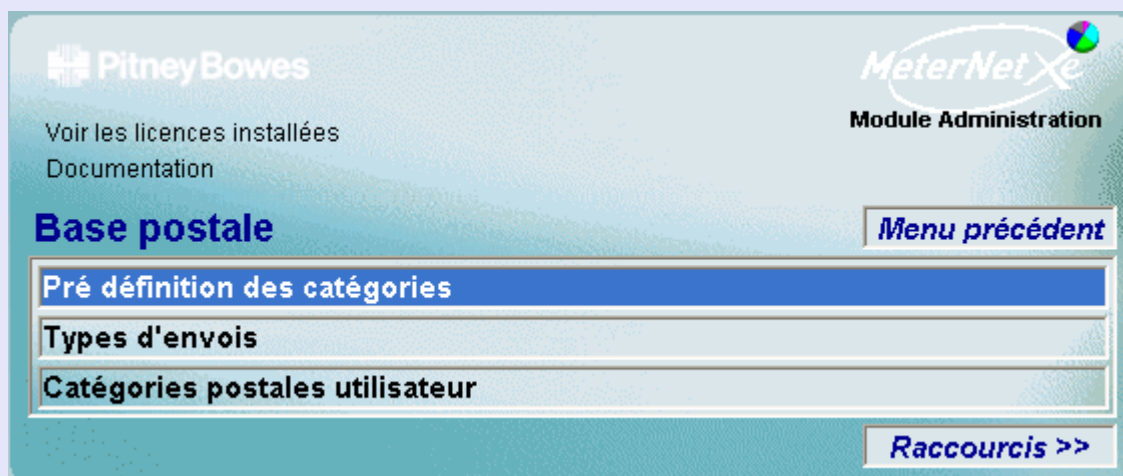 Pitney Bowes
MeterNet Xe
Voir les licences installées
Module Administration
Documentation
Base postale
Menu précédent
Pré définition des catégories
Types d'envois
Catégories postales utilisateur
Raccourcis >>